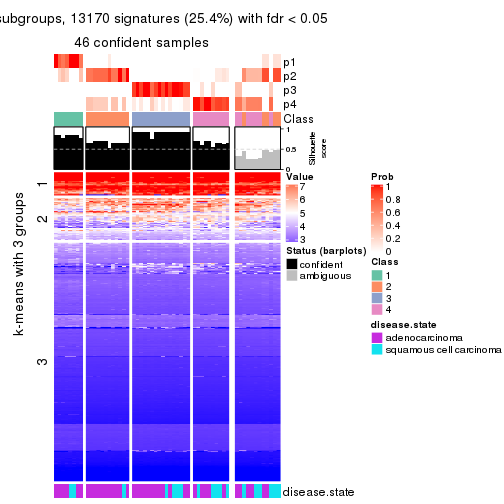 subgroups, 13170 signatures (25.4%) with fdr < 0.05
46 confident samples
p1
p2
p3
p4
Class
1
0.5
0
Silhouette
score
k-means with 3 groups
1
2
3
Value
7
6
5
4
3
Status (barplots)
confident
ambiguous
Prob
1
0.8
0.6
0.4
0.2
0
Class
1
2
3
4
disease.state
adenocarcinoma
squamous cell carcinoma
disease.state